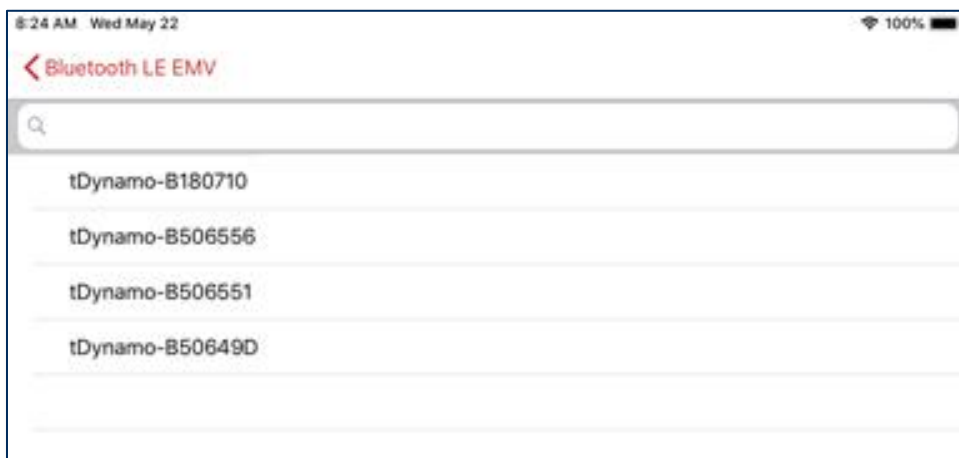 8:24 AM Wed May 22 100%
Bluetooth LE EMV
tDynamo-B180710
tDynamo-B506556
tDynamo-B506551
tDynamo-B50649D